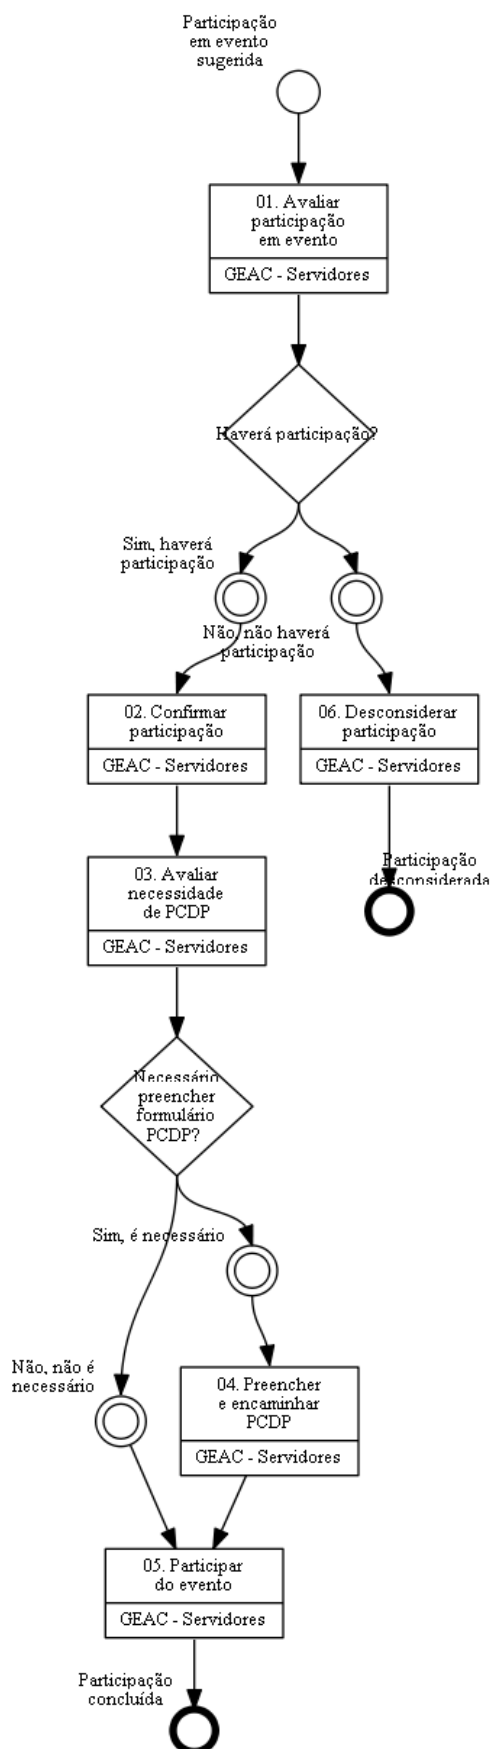 Participação
em evento
sugerida
01. Avaliar
participação
em evento
GEAC - Servidores
Haverá participação?
Sim, haverá
participação
Não, não haverá
participação
02. Confirmar
participação
GEAC - Servidores
06. Desconsiderar
participação
GEAC - Servidores
03. Avaliar
necessidade
de PCDP
GEAC - Servidores
Participação
desconsiderada
Necessário
preencher
formulário
PCDP?
Sim, é necessário
Não, não é
necessário
04. Preencher
e encaminhar
PCDP
GEAC - Servidores
05. Participar
do evento
GEAC - Servidores
Participação
concluída